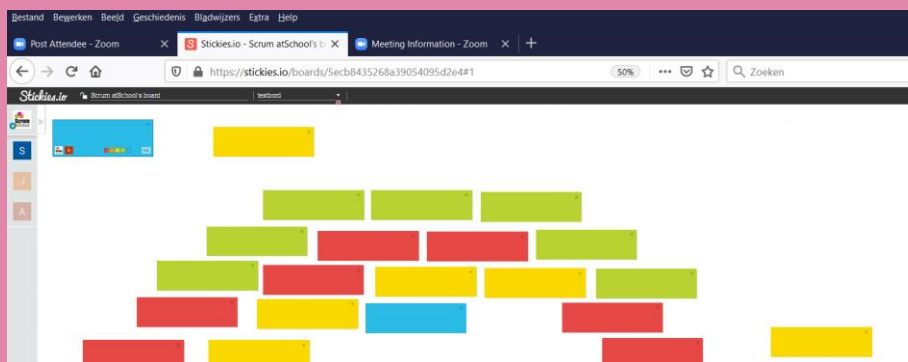 Bestand Bewerken Beeld Geschiedenis Bladwijzers Extra Help
Post Attendee - Zoom
Stickies.io - Scrum atSchool's b
Meeting Information - Zoom
https://stickies.io/boards/5ecb8435268a39054095d2e4#1
50%
Zoeken
Stickies.io
Scrum atSchool's board
testbord
Scrum
S
J
A